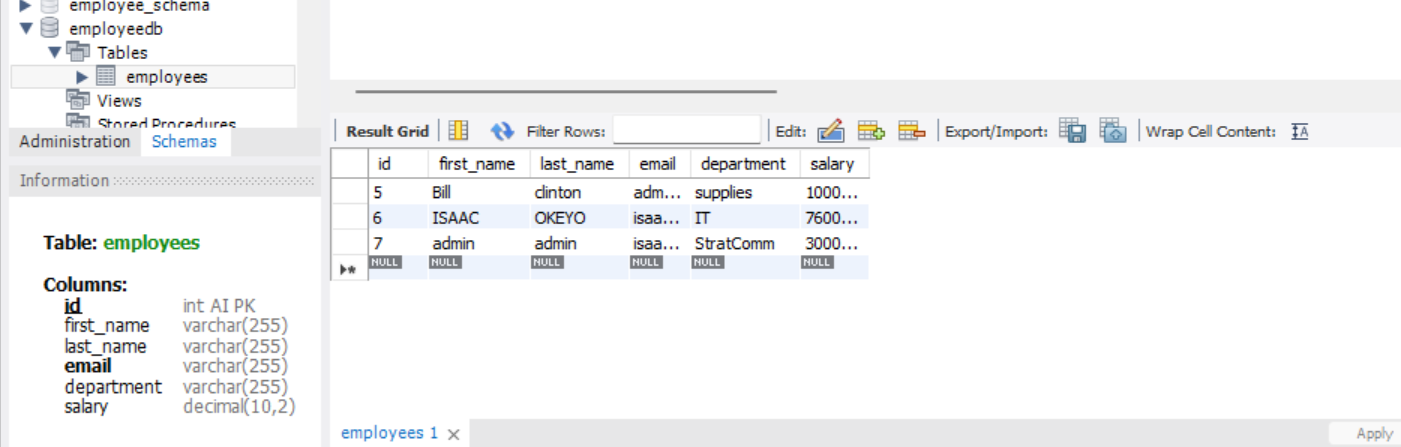 employee_schema
employeedb
Tables
employees
Views
Stored Procedures
Administration Schemas
Information
Table: employees
Columns:
id int AI PK
first_name varchar(255)
last_name varchar(255)
email varchar(255)
department varchar(255)
salary decimal(10,2)
Result Grid Filter Rows: Edit: Export/Import: Wrap Cell Content: IA
id first_name last_name email department salary
5 Bill clinton adm... supplies 1000...
6 ISAAC OKEYO isaa... IT 7600...
7 admin admin isaa... StratComm 3000...
NULL NULL NULL NULL NULL NULL
employees 1
Apply